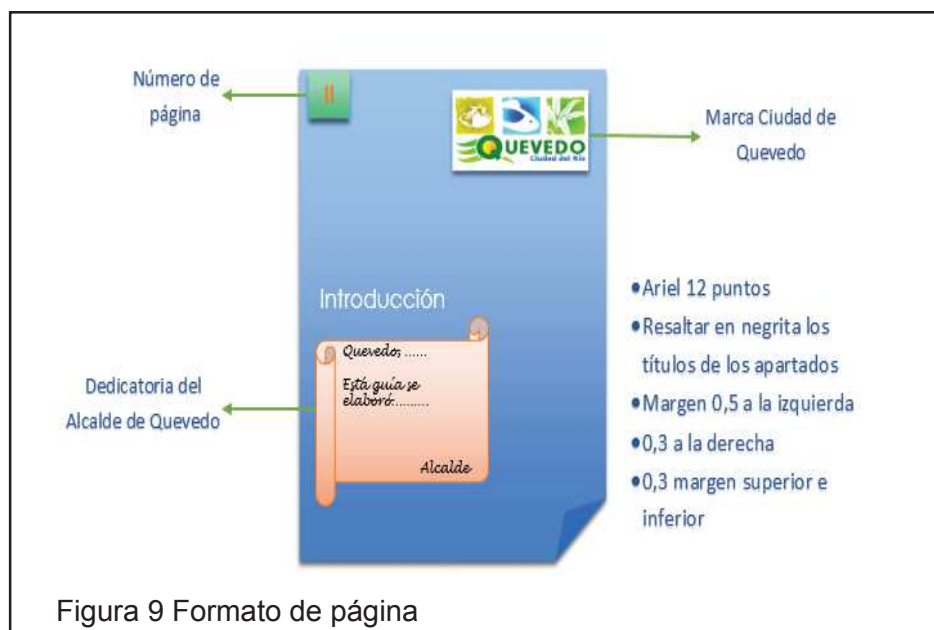 Número de
página
II
QUEVEDO
Ciudad del Río
Marca Ciudad de
Quevedo
Introducción
Quevedo, ......
Está guía se
elaboró.........
Alcalde
Dedicatoria del
Alcalde de Quevedo
•Ariel 12 puntos
•Resaltar en negrita los
títulos de los apartados
•Margen 0,5 a la izquierda
•0,3 a la derecha
•0,3 margen superior e
inferior
Figura 9 Formato de página